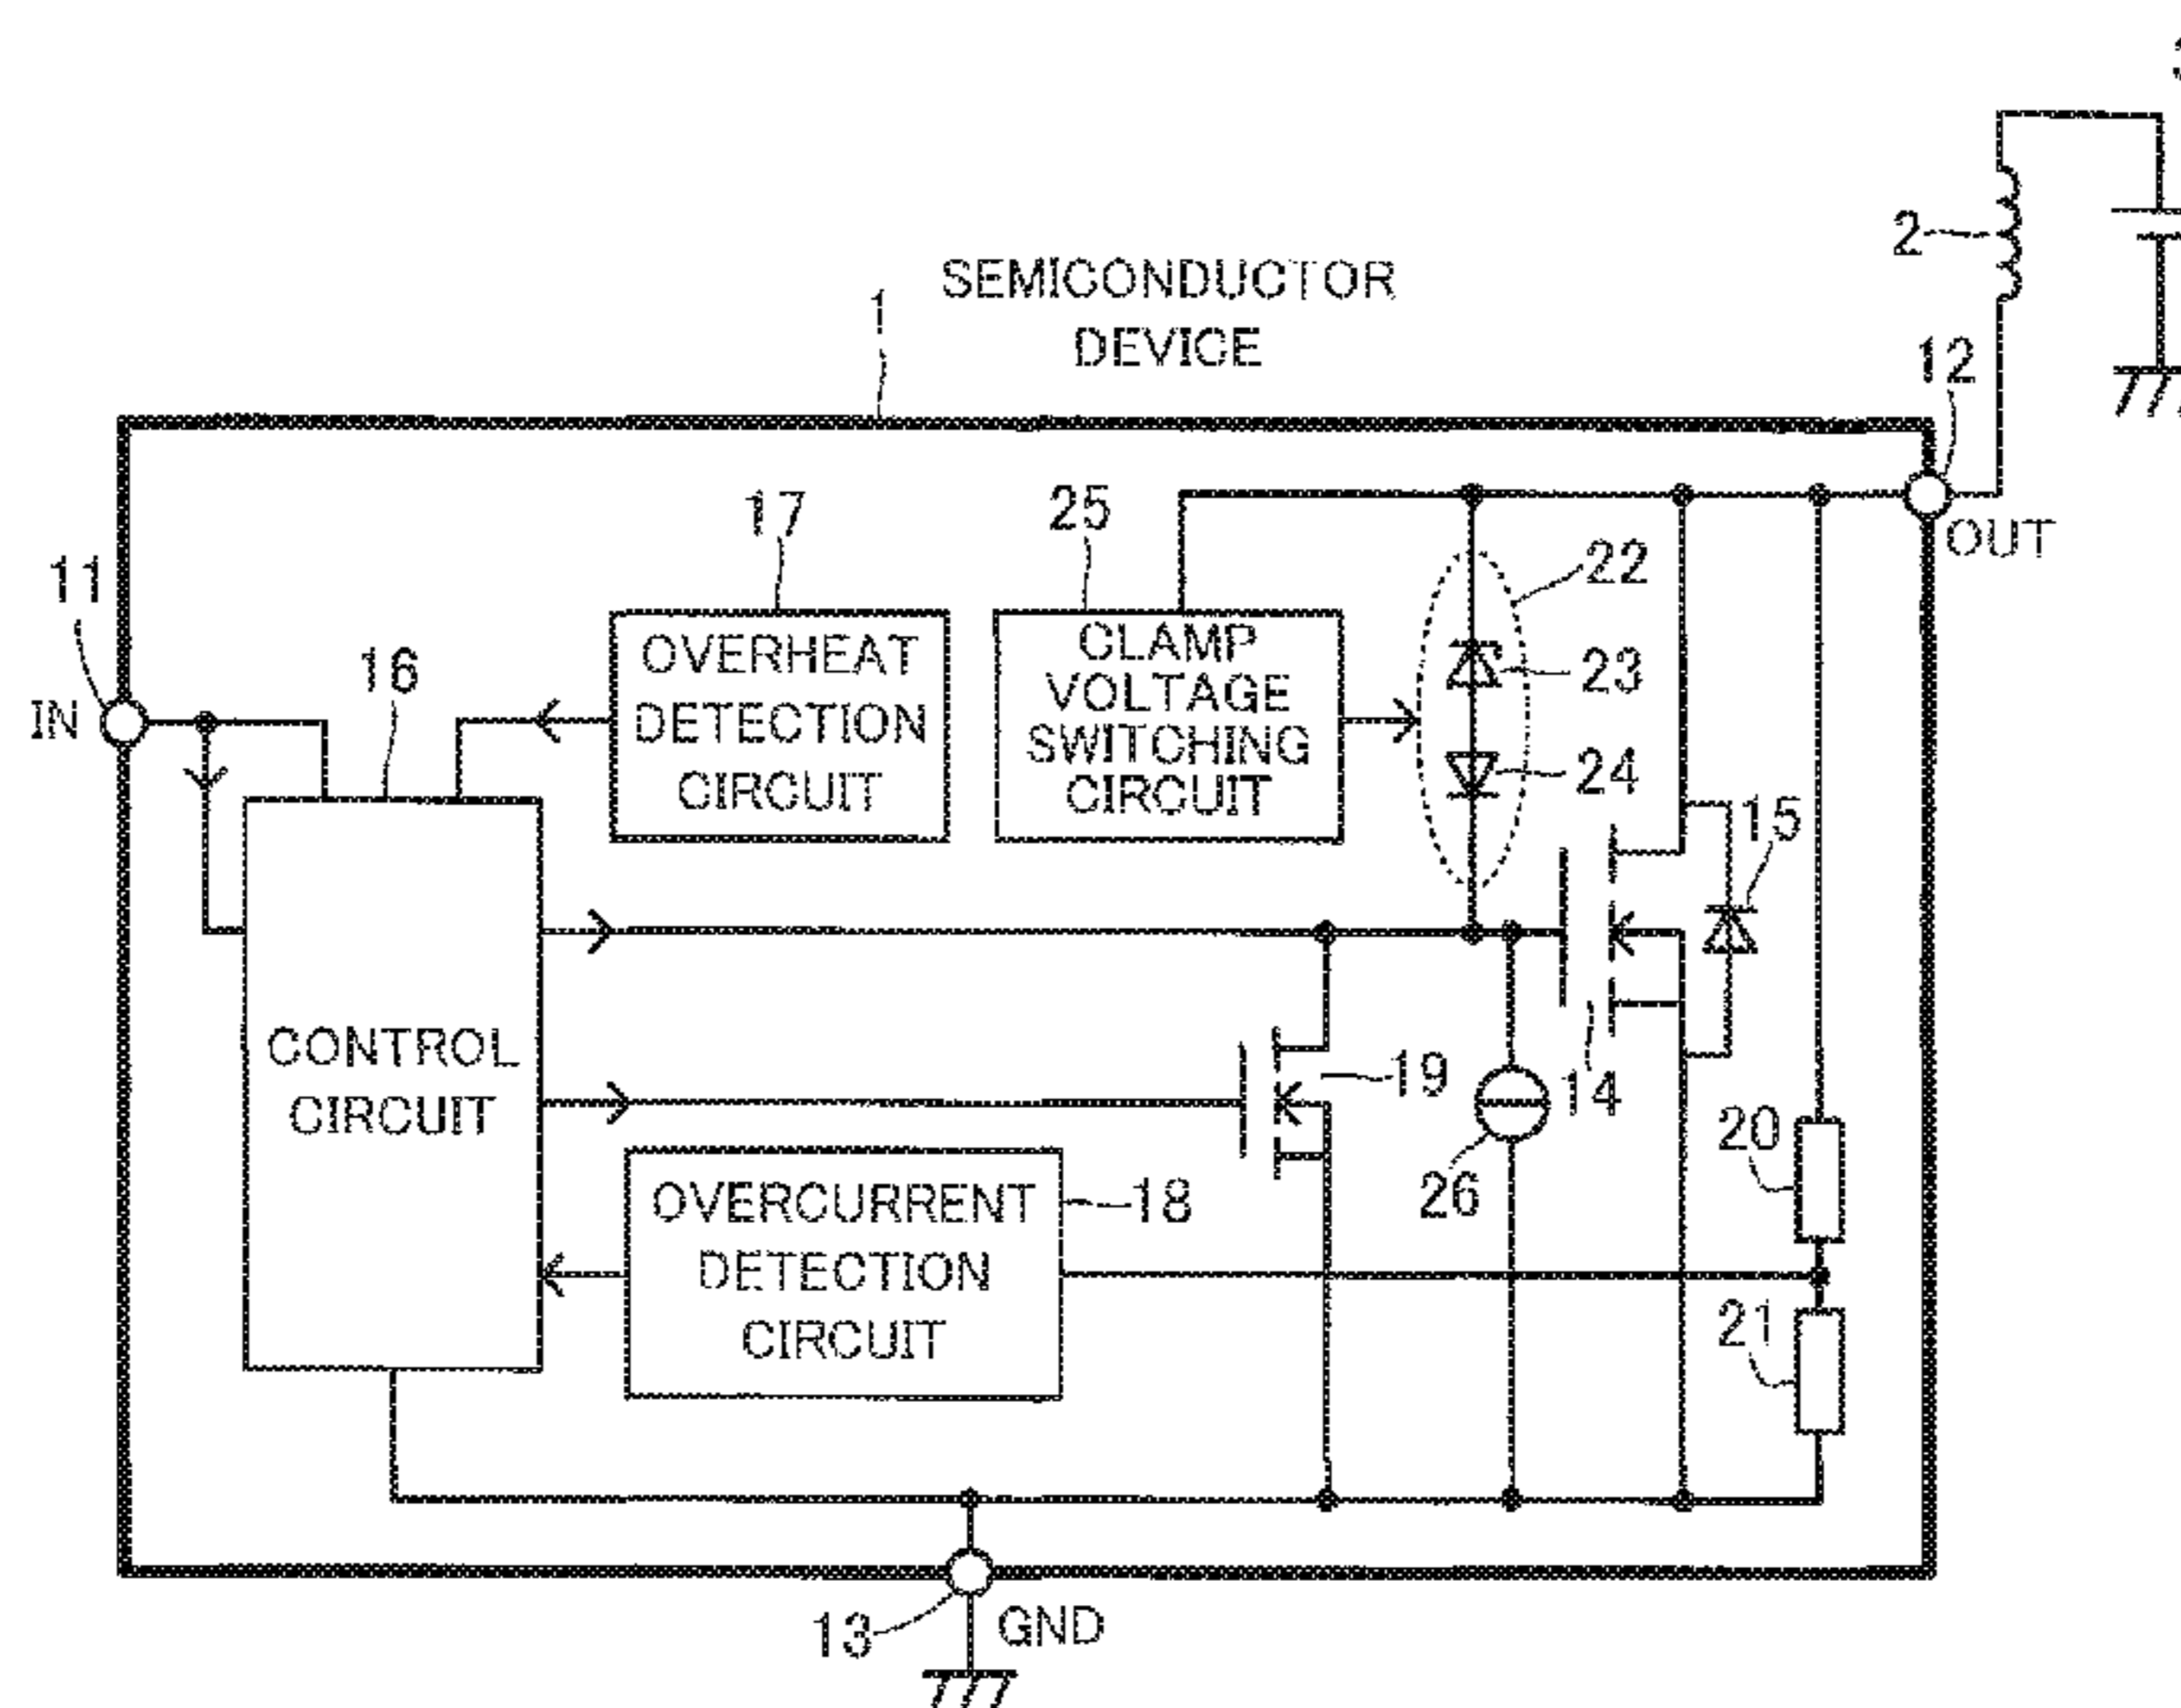 SEMICONDUCTOR
DEVICE
1
2
12
OUT
11
IN
16
17
OVERHEAT
DETECTION
CIRCUIT
25
CLAMP
VOLTAGE
SWITCHING
CIRCUIT
22
23
24
15
14
CONTROL
CIRCUIT
19
26
20
21
OVERCURRENT
DETECTION
CIRCUIT
18
13
GND